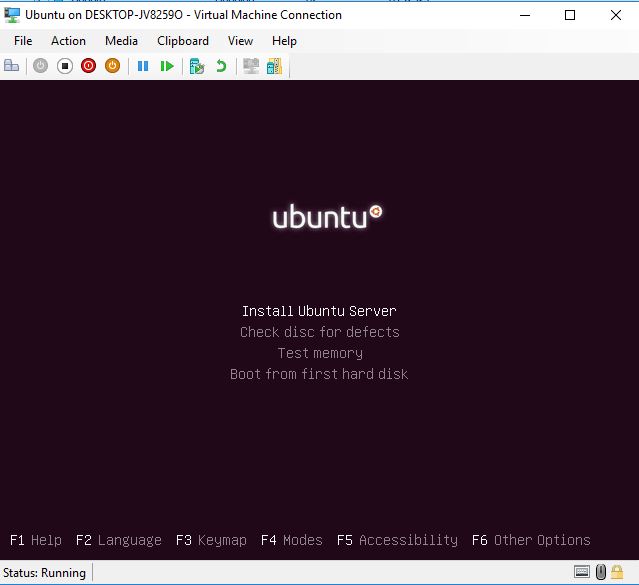 Ubuntu on DESKTOP-JV8259O - Virtual Machine Connection
File Action Media Clipboard View Help
ubuntu
Install Ubuntu Server
Check disc for defects
Test memory
Boot from first hard disk
F1 Help F2 Language F3 Keymap F4 Modes F5 Accessibility F6 Other Options
Status: Running